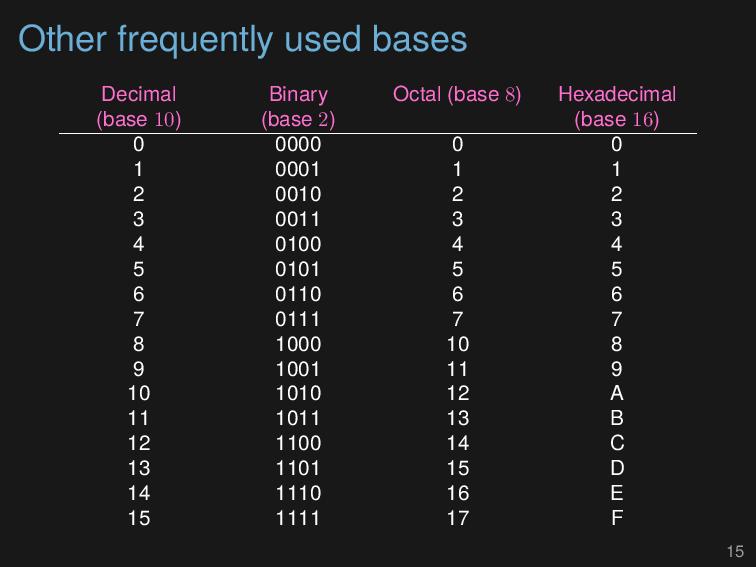 Other frequently used bases
Decimal Binary Octal (base 8) Hexadecimal
(base 10) (base 2) (base 16)
0 0000 0 0
1 0001 1 1
2 0010 2 2
3 0011 3 3
4 0100 4 4
5 0101 5 5
6 0110 6 6
7 0111 7 7
8 1000 10 8
9 1001 11 9
10 1010 12 A
11 1011 13 B
12 1100 14 C
13 1101 15 D
14 1110 16 E
15 1111 17 F
15